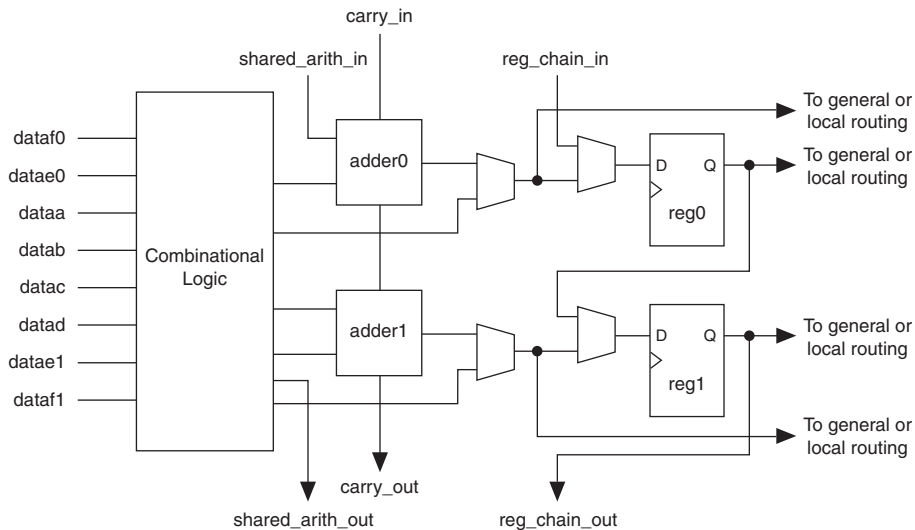 carry_in
shared_arith_in
reg_chain_in
To general or
local routing
dataf0
adder0
D
Q
To general or
local routing
datae0
reg0
dataa
datab
Combinational
Logic
datac
datad
adder1
D
Q
To general or
local routing
datae1
reg1
dataf1
To general or
local routing
carry_out
shared_arith_out
reg_chain_out